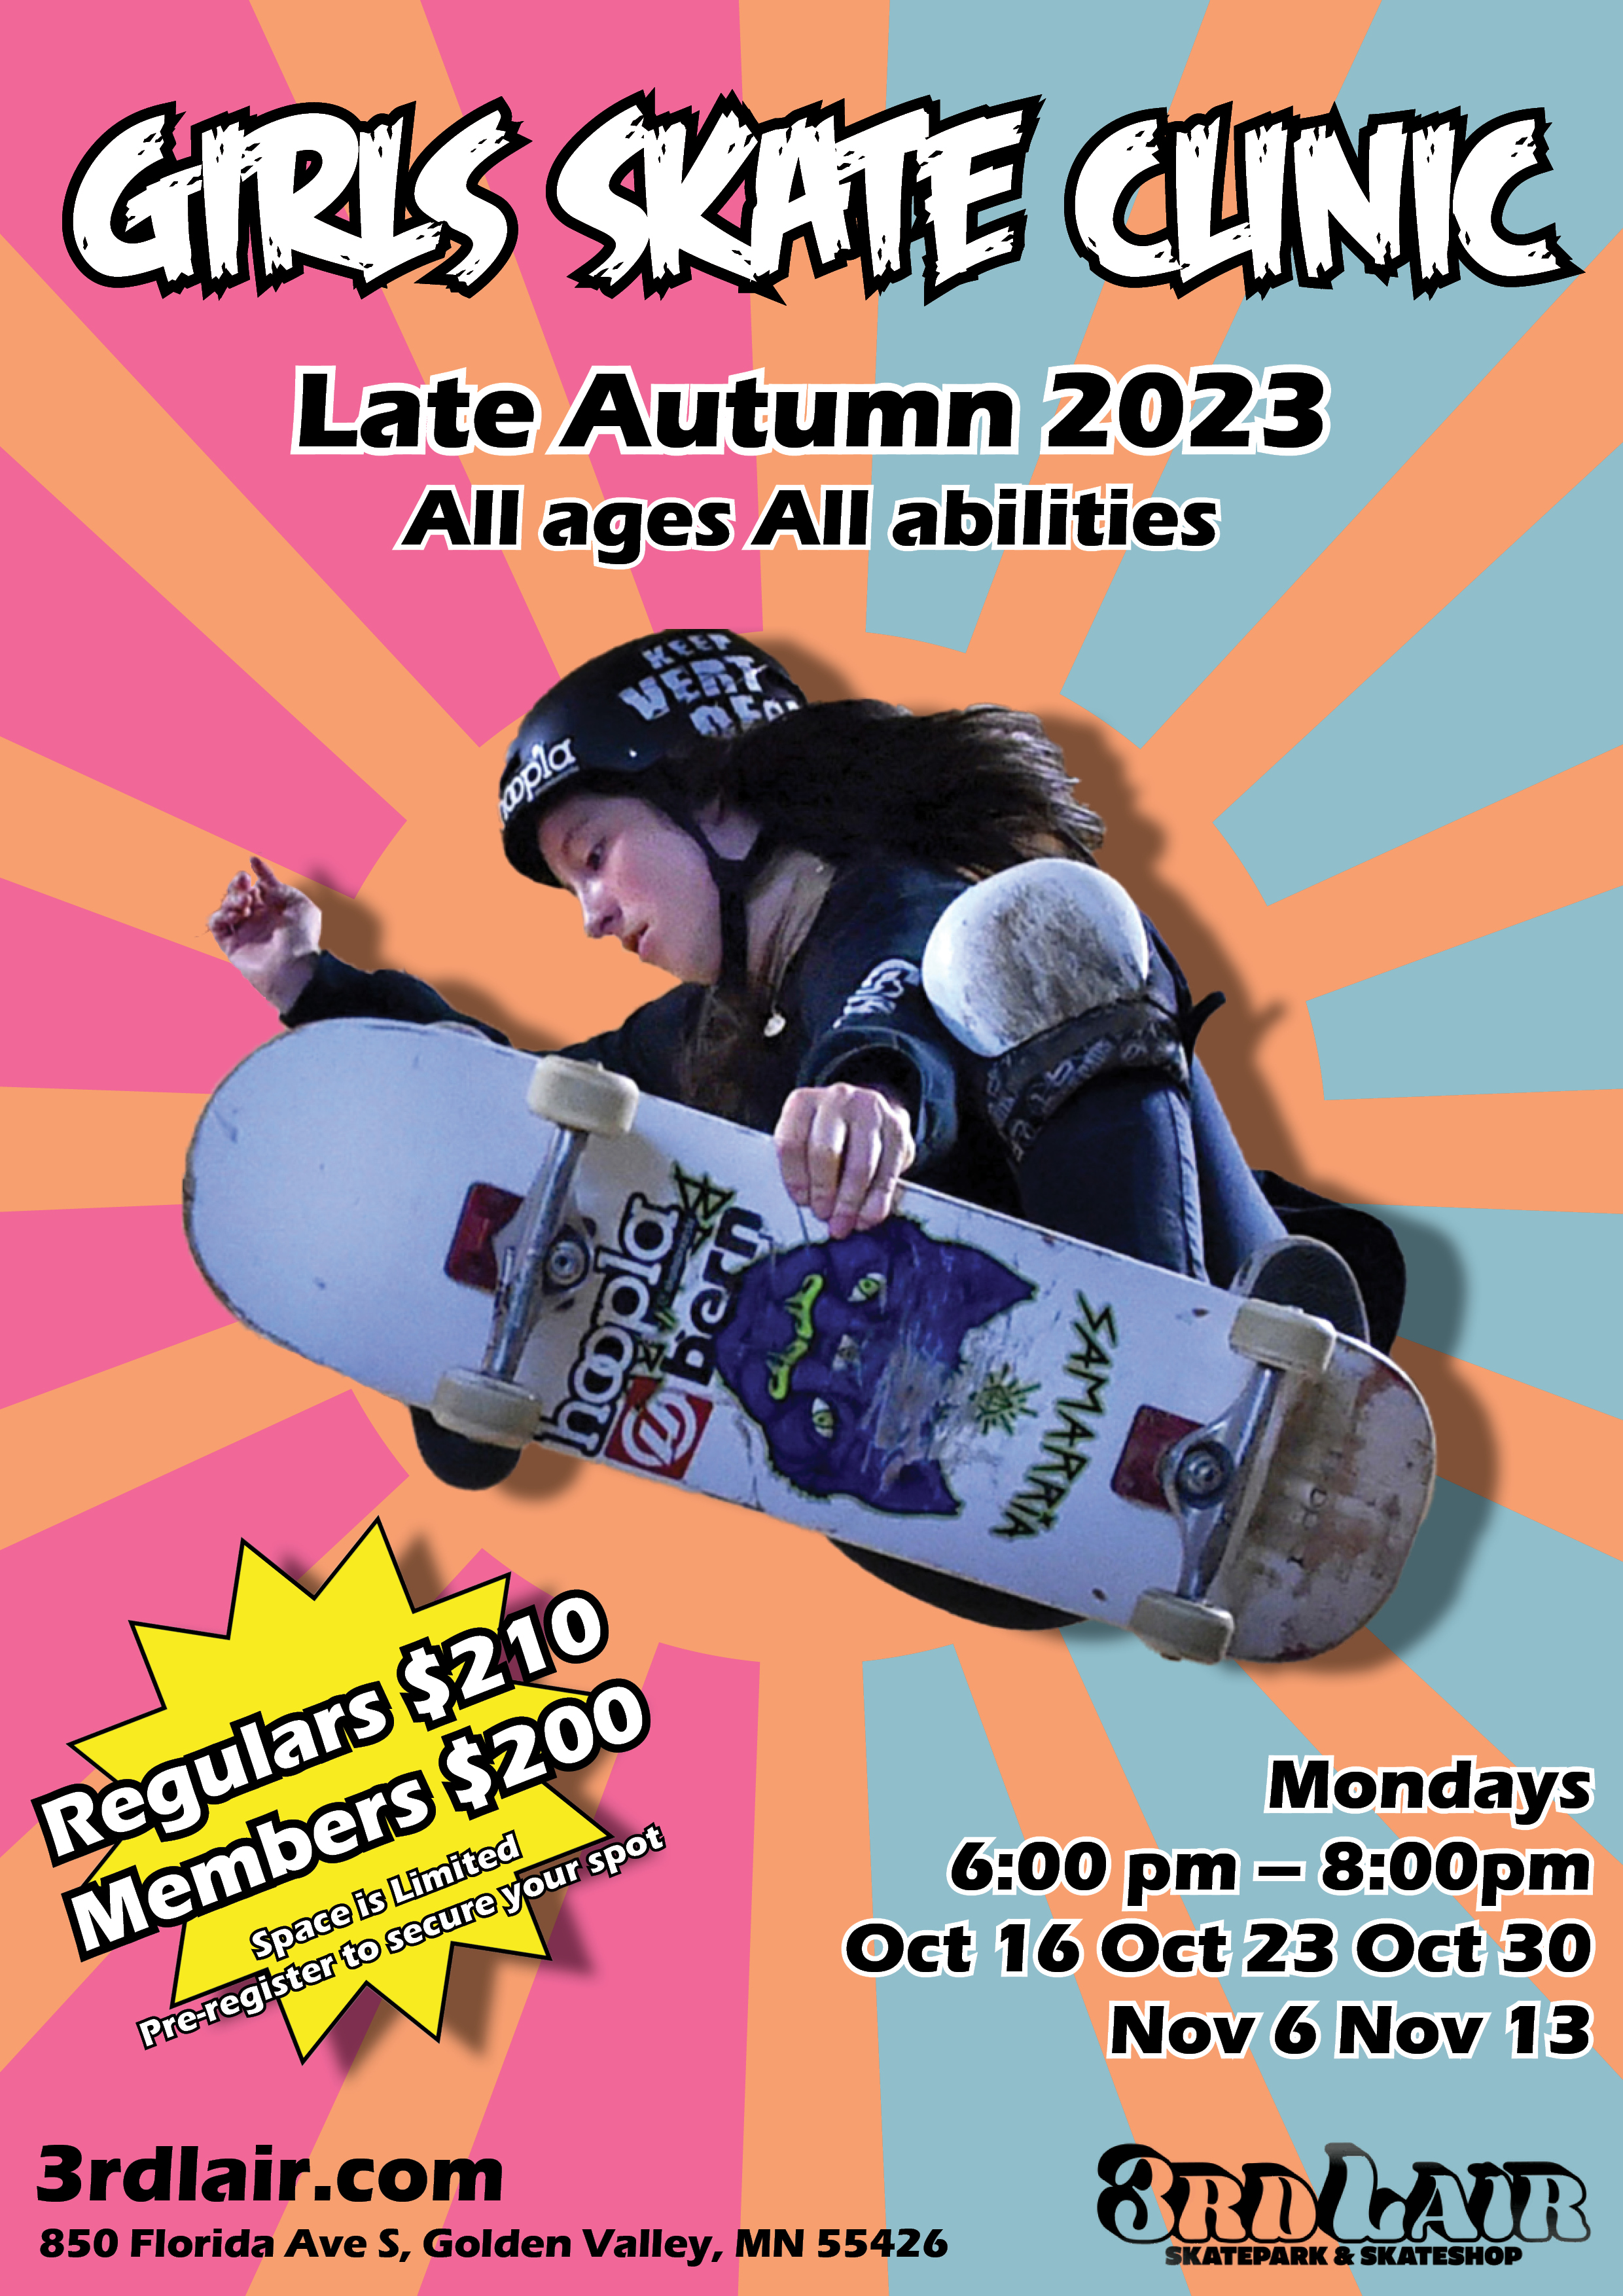 GIRLS SKATE CLINIC
Late Autumn 2023
All ages All abilities
KEEP
VERT
hoopla
hoopla
bern
SAMARRIA
Regulars $210
Members $200
Space is Limited
Pre-register to secure your spot
Mondays
6:00 pm – 8:00pm
Oct 16 Oct 23 Oct 30
Nov 6 Nov 13
3rdlair.com
850 Florida Ave S, Golden Valley, MN 55426
3RD LAIR
SKATEPARK & SKATESHOP